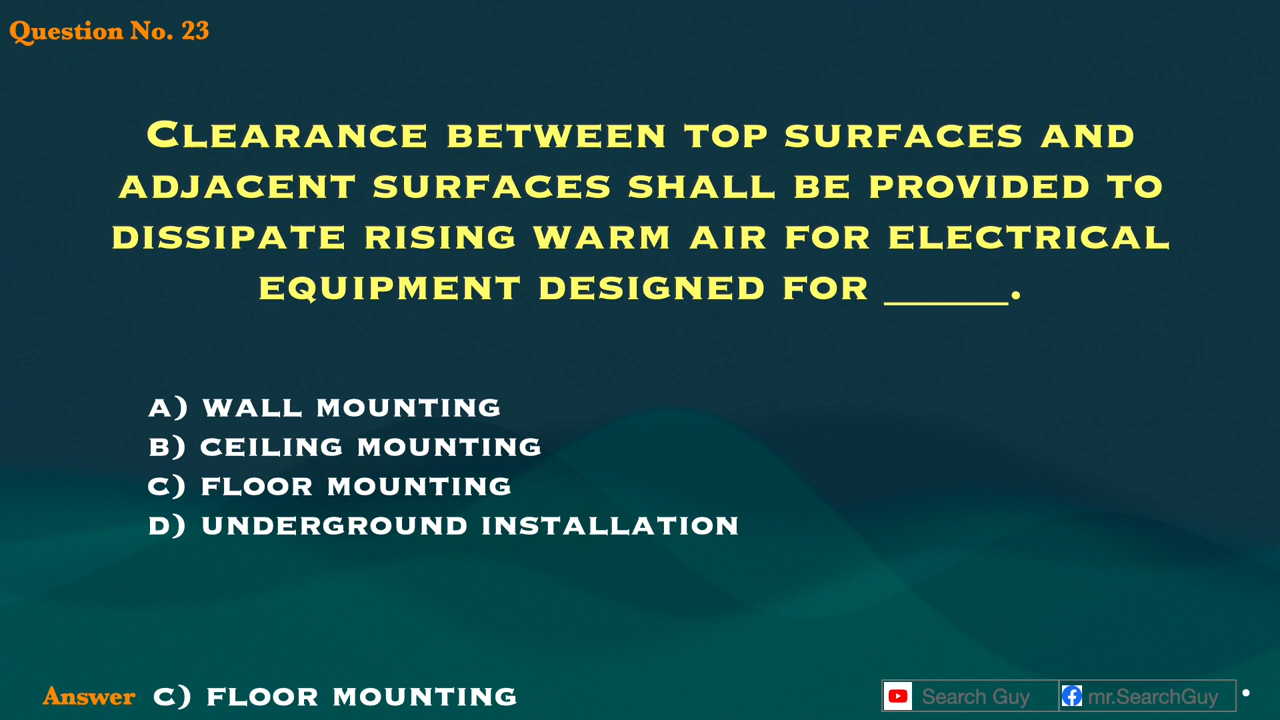 Question No. 23
Clearance between top surfaces and
adjacent surfaces shall be provided to
dissipate rising warm air for electrical
equipment designed for ______.
a) wall mounting
b) ceiling mounting
c) floor mounting
d) underground installation
Answer c) floor mounting
Search Guy
mr.SearchGuy